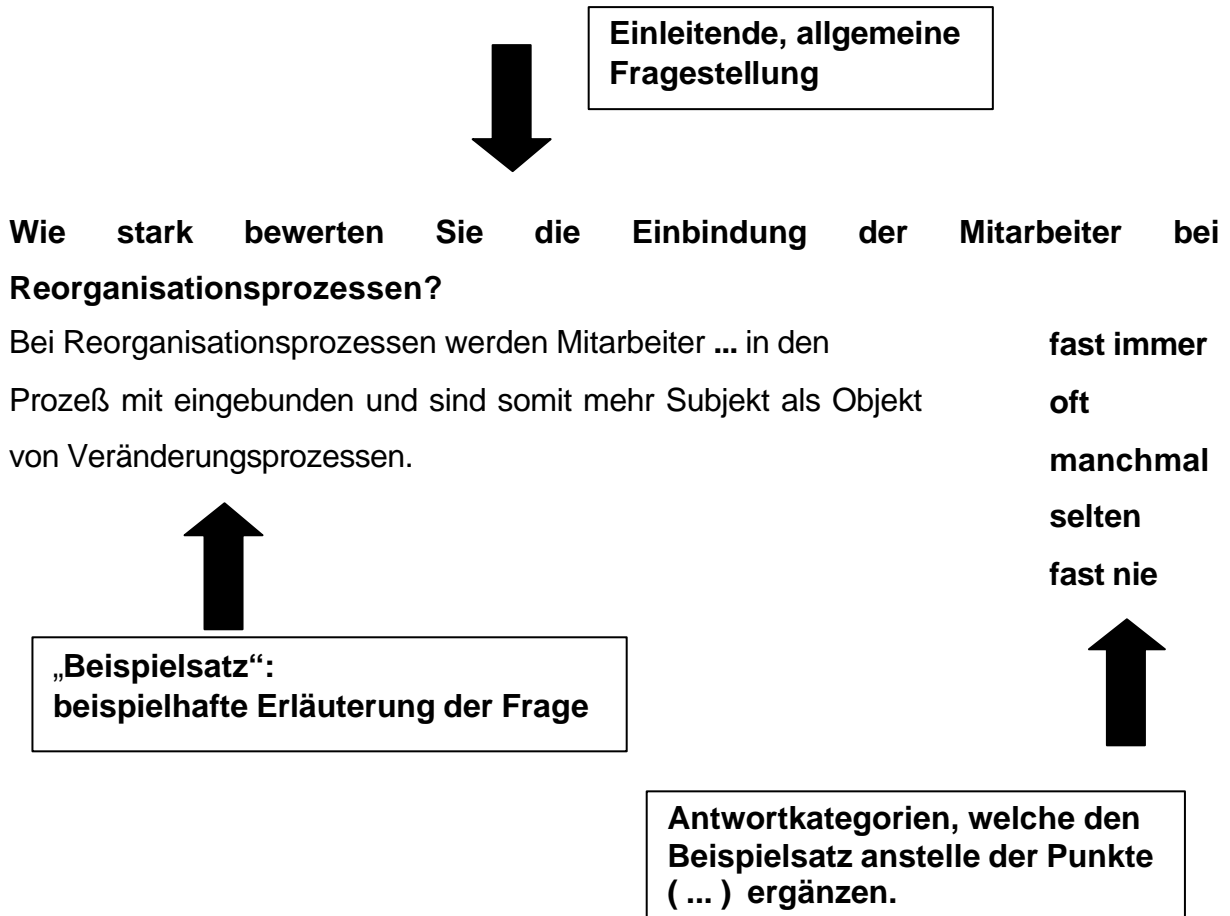 Einleitende, allgemeine
Fragestellung
Wie stark bewerten Sie die Einbindung der Mitarbeiter bei
Reorganisationsprozessen?
Bei Reorganisationsprozessen werden Mitarbeiter ... in den
Prozeß mit eingebunden und sind somit mehr Subjekt als Objekt
von Veränderungsprozessen.
fast immer
oft
manchmal
selten
fast nie
„Beispielsatz“:
beispielhafte Erläuterung der Frage
Antwortkategorien, welche den
Beispielsatz anstelle der Punkte
( ... ) ergänzen.